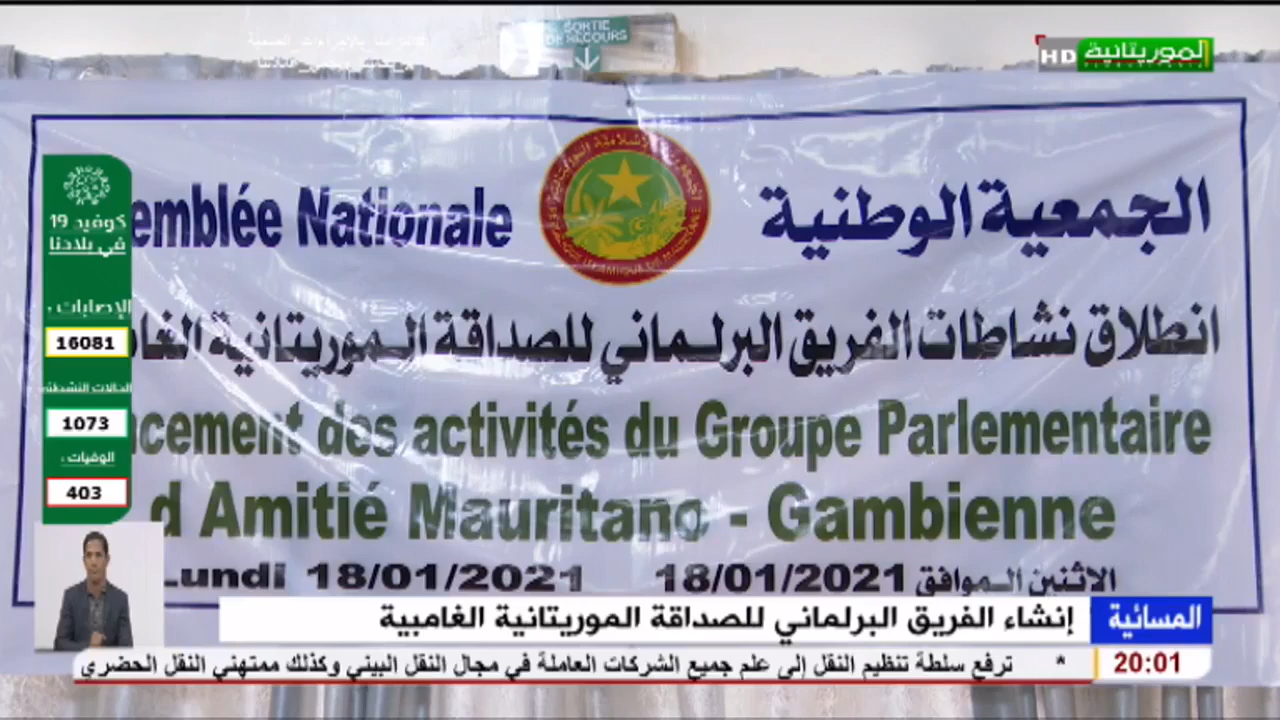 SORTIE
DE RECOURS
HD الموريتانية
الجمعية الوطنية
emblée Nationale
انطلاق نشاطات الفريق البرلماني للصداقة الموريتانية الغام
cement des activités du Groupe Parlementaire
d Amitié Mauritano - Gambienne
Lundi 18/01/2021
الاثنين الموافق 18/01/2021
كوفيد 19
في بلادنا
الإصابات :
16081
الحالات النشطة
1073
الوفيات :
403
المسائية
إنشاء الفريق البرلماني للصداقة الموريتانية الغامبية
20:01
* ترفع سلطة تنظيم النقل إلى علم جميع الشركات العاملة في مجال النقل البيني وكذلك ممتهني النقل الحضري